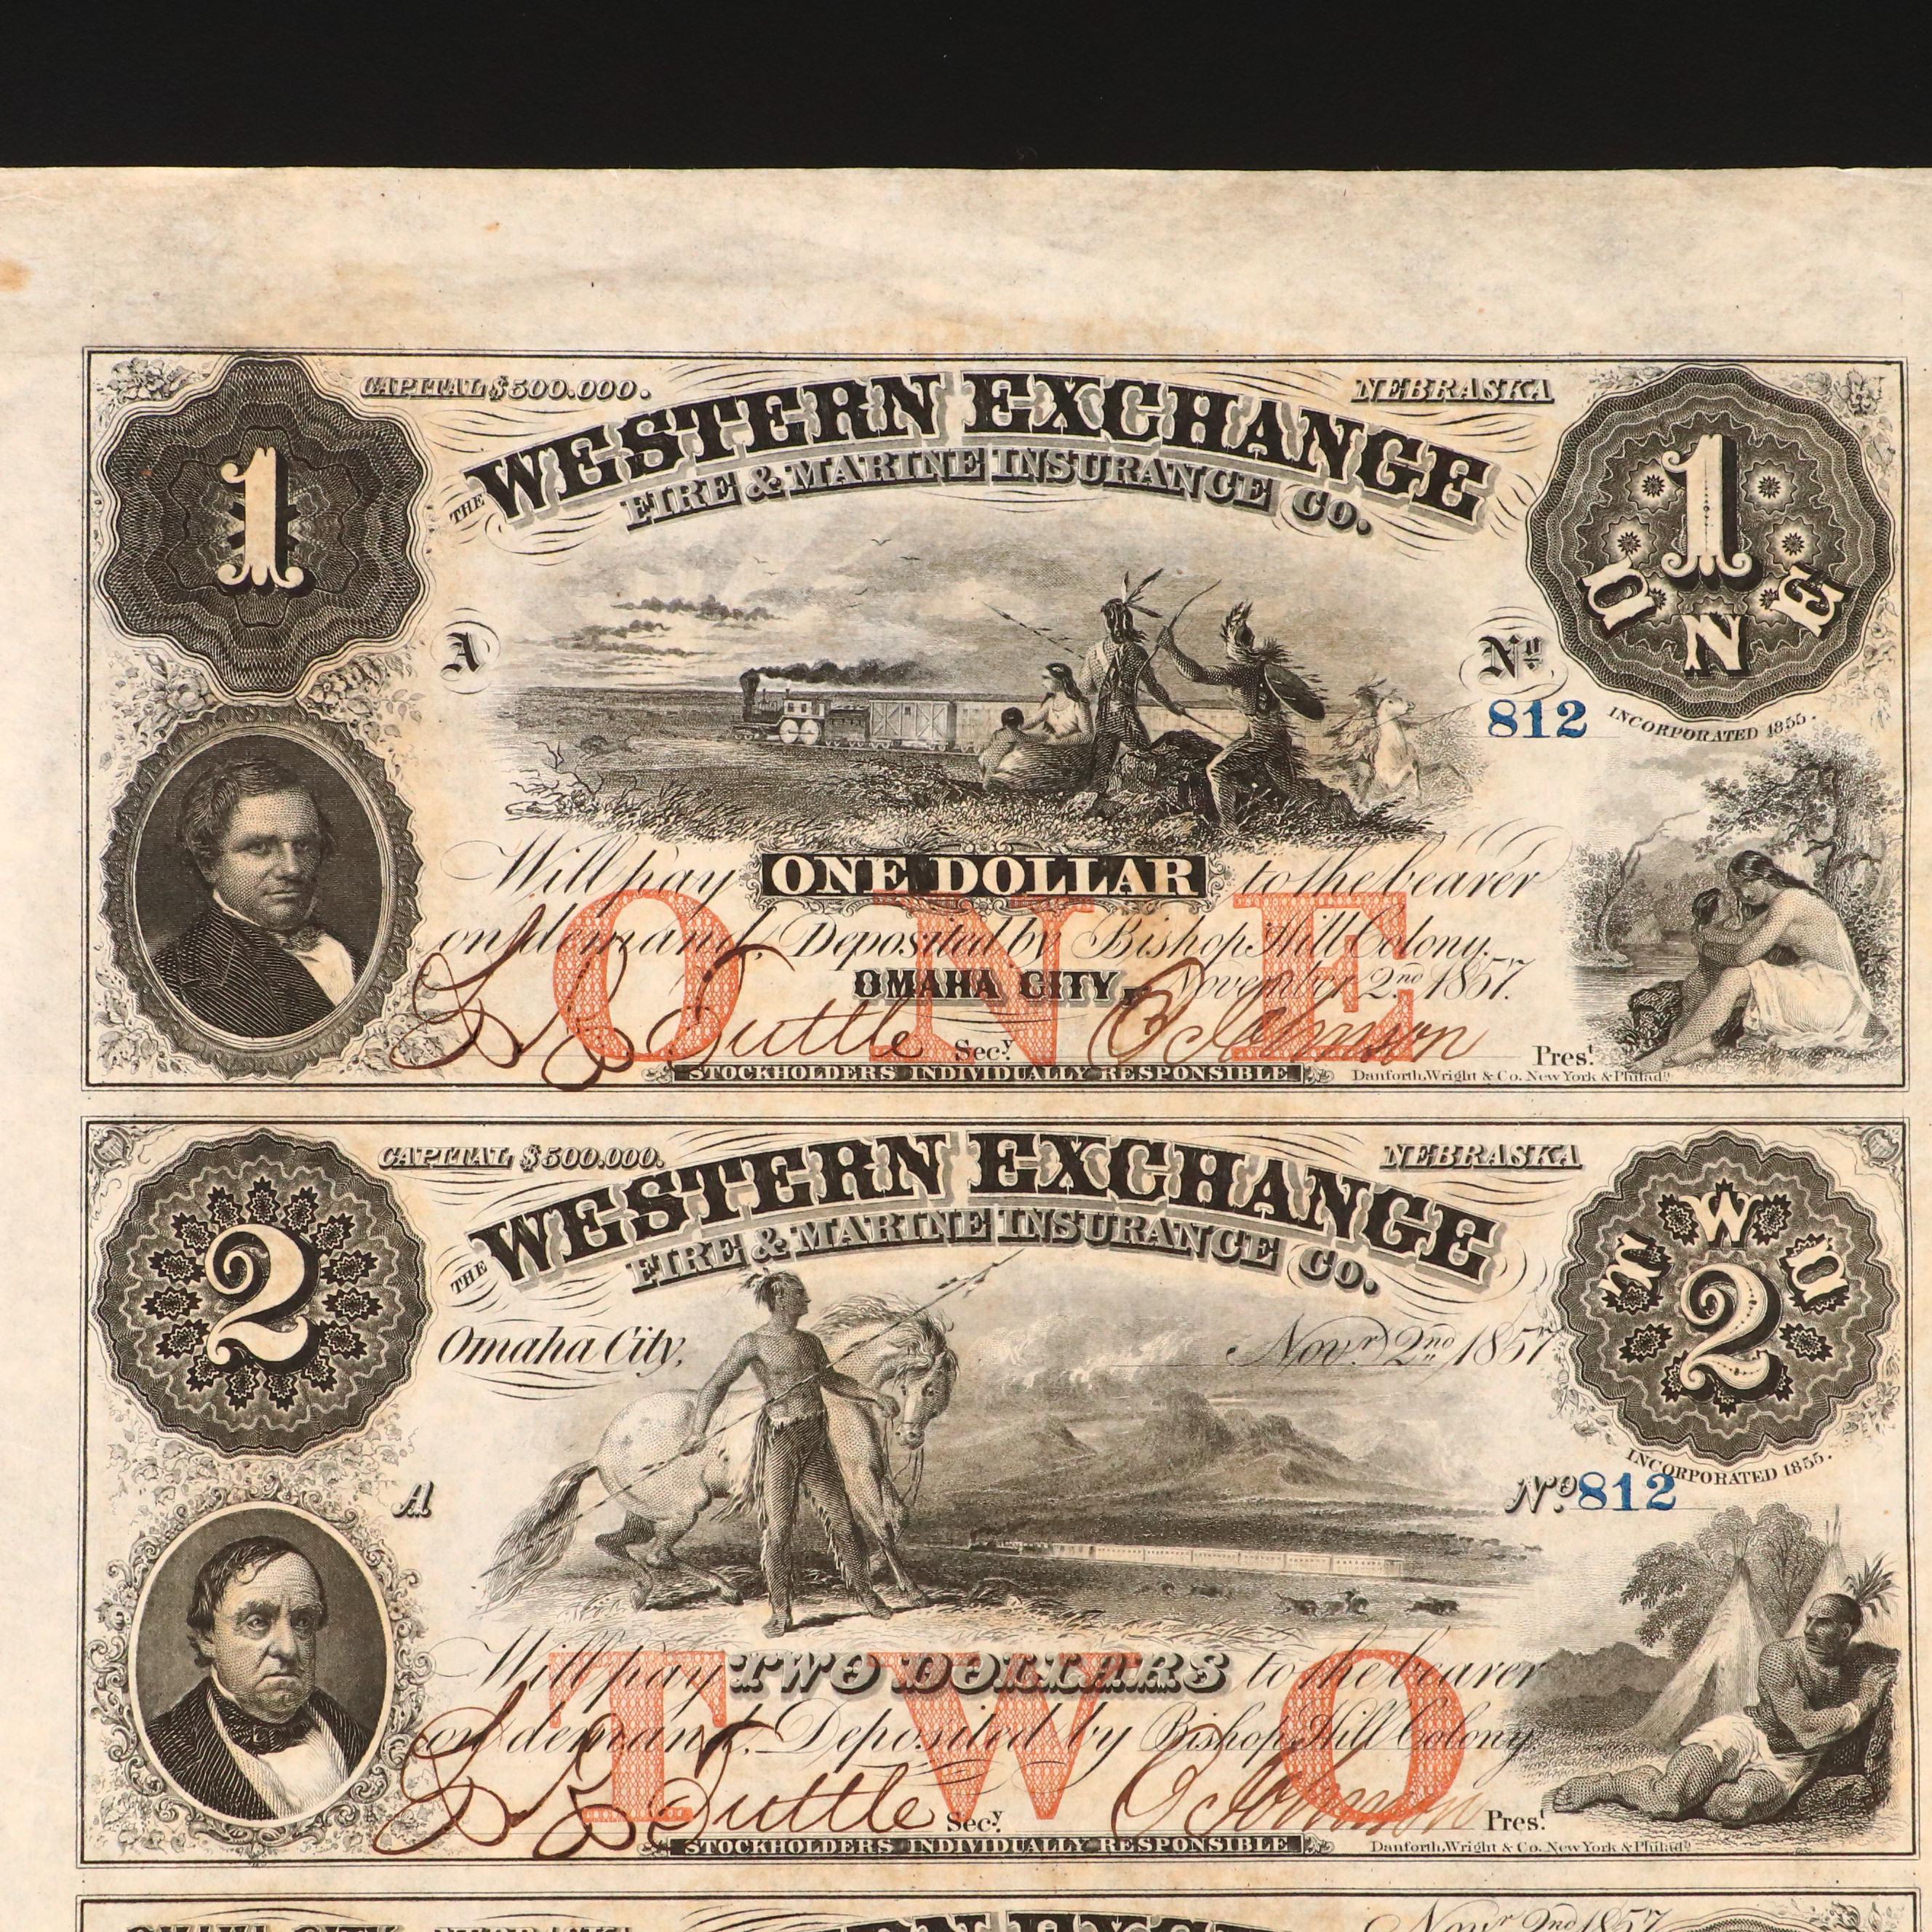 1
CAPITAL $500.000.
NEBRASKA
1
ONE
THE WESTERN EXCHANGE
FIRE & MARINE INSURANCE Co.
A
No
812
INCORPORATED 1855.
Will pay ONE DOLLAR to the bearer
on demand, Deposited by Bishop Hill Colony.
ONE
OMAHA CITY, November 2nd 1857.
Tuttle Secy. Johnson Prest.
STOCKHOLDERS INDIVIDUALLY RESPONSIBLE
Danforth, Wright & Co. New York & Philada.
2
CAPITAL $500.000.
NEBRASKA
TWO
2
THE WESTERN EXCHANGE
FIRE & MARINE INSURANCE Co.
Omaha City, Novr. 2nd 1857
INCORPORATED 1855.
A
No. 812
Will pay TWO DOLLARS to the bearer
on demand, Deposited by Bishop Hill Colony
TWO
Tuttle Secy. Johnson Prest.
STOCKHOLDERS INDIVIDUALLY RESPONSIBLE
Danforth, Wright & Co. New York & Philada.
Novr 2nd 1857